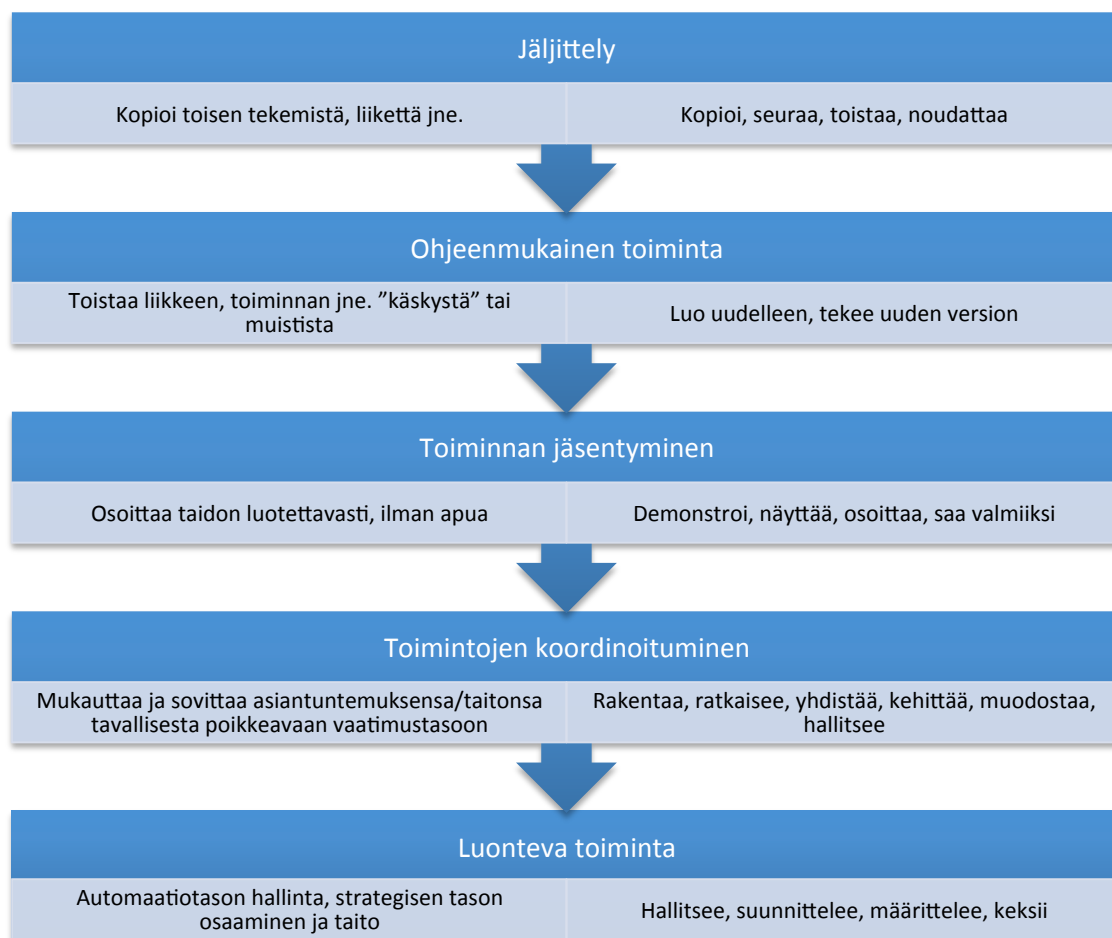 Jäljittely
Kopioi toisen tekemistä, liikettä jne.
Kopioi, seuraa, toistaa, noudattaa
Ohjeenmukainen toiminta
Toistaa liikkeen, toiminnan jne. ”käskystä” tai
muistista
Luo uudelleen, tekee uuden version
Toiminnan jäsentyminen
Osoittaa taidon luotettavasti, ilman apua
Demonstroi, näyttää, osoittaa, saa valmiiksi
Toimintojen koordinoituminen
Mukauttaa ja sovittaa asiantuntemuksensa/taitonsa
tavallisesta poikkeavaan vaatimustasoon
Rakentaa, ratkaisee, yhdistää, kehittää, muodostaa,
hallitsee
Luonteva toiminta
Automaatiotason hallinta, strategisen tason
osaaminen ja taito
Hallitsee, suunnittelee, määrittelee, keksii